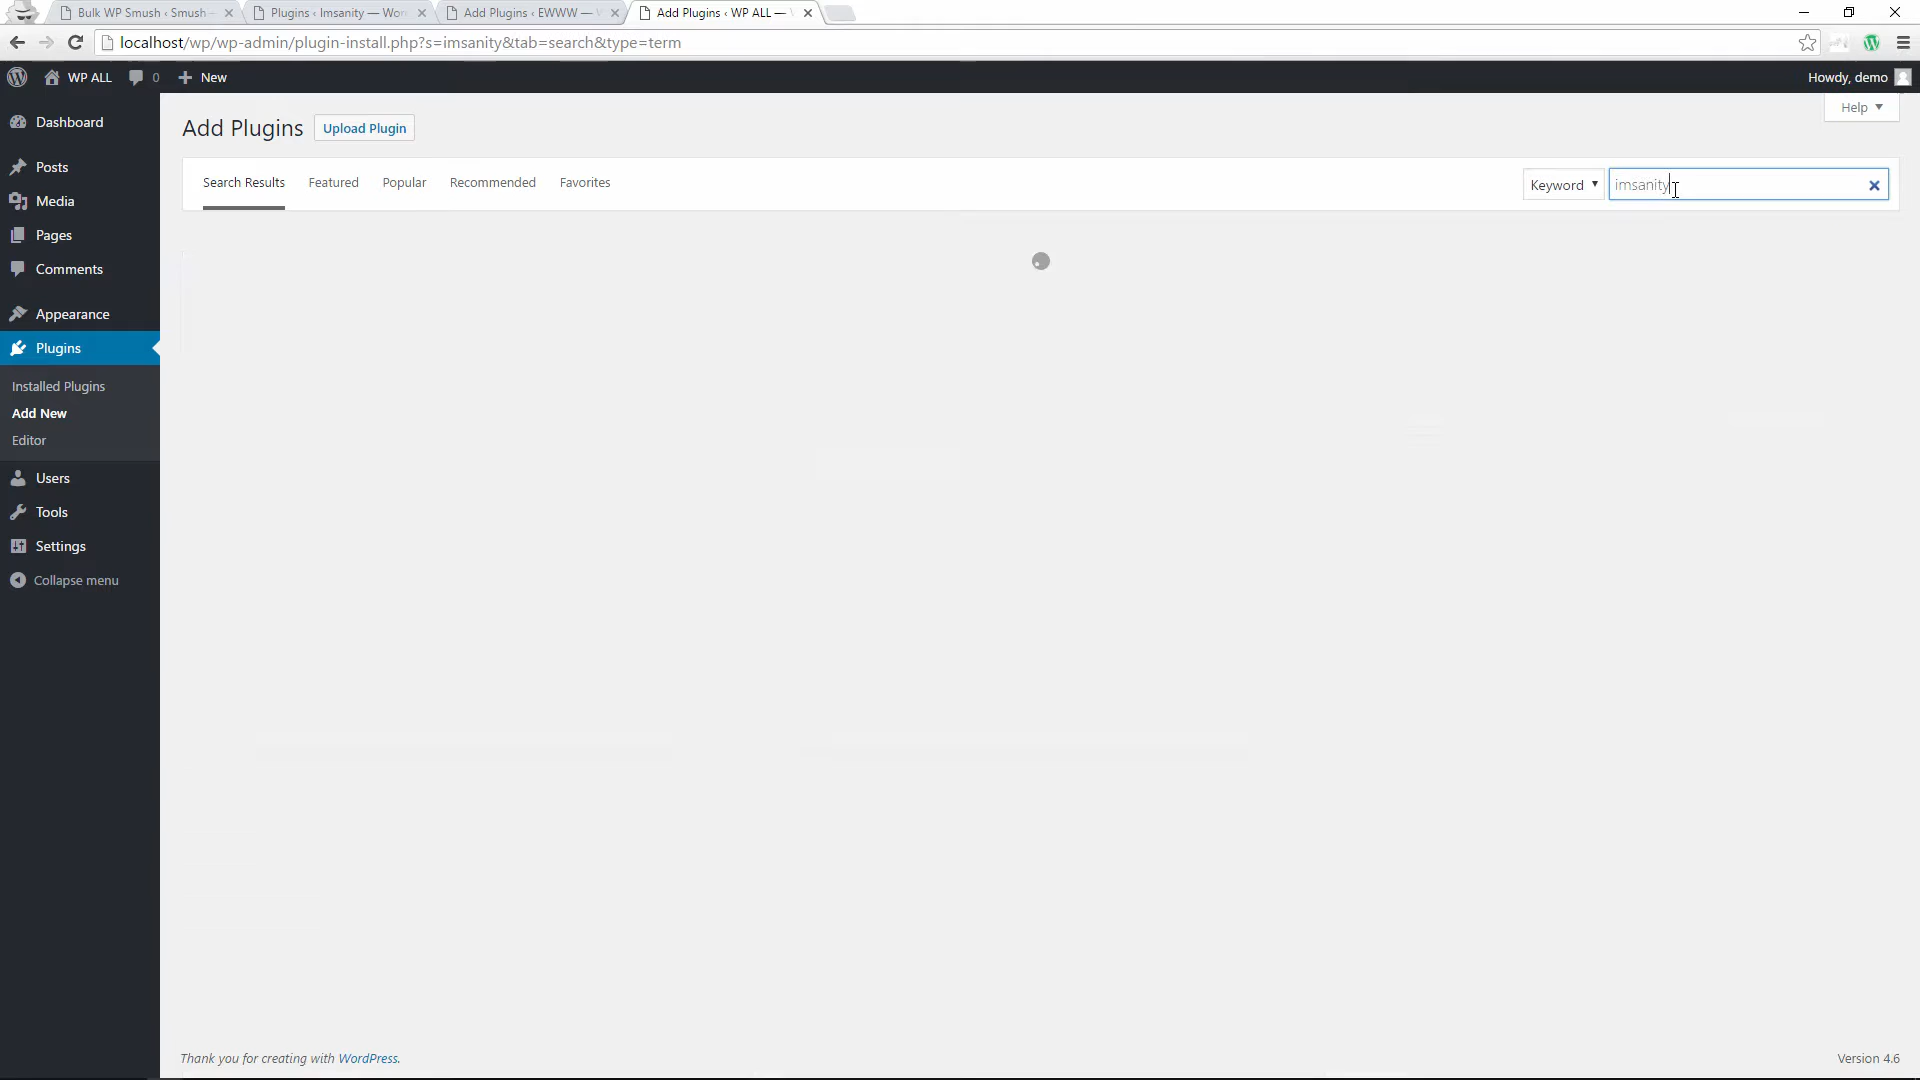 Bulk WP Smush ‹ Smush
Plugins ‹ Imsanity — Wor
Add Plugins ‹ EWWW —
Add Plugins ‹ WP ALL —
localhost/wp/wp-admin/plugin-install.php?s=imsanity&tab=search&type=term
WP ALL
0
New
Howdy, demo
Help
Dashboard
Posts
Media
Pages
Comments
Appearance
Plugins
Installed Plugins
Add New
Editor
Users
Tools
Settings
Collapse menu
Add Plugins
Upload Plugin
Search Results
Featured
Popular
Recommended
Favorites
Keyword
imsanity
Thank you for creating with WordPress.
Version 4.6